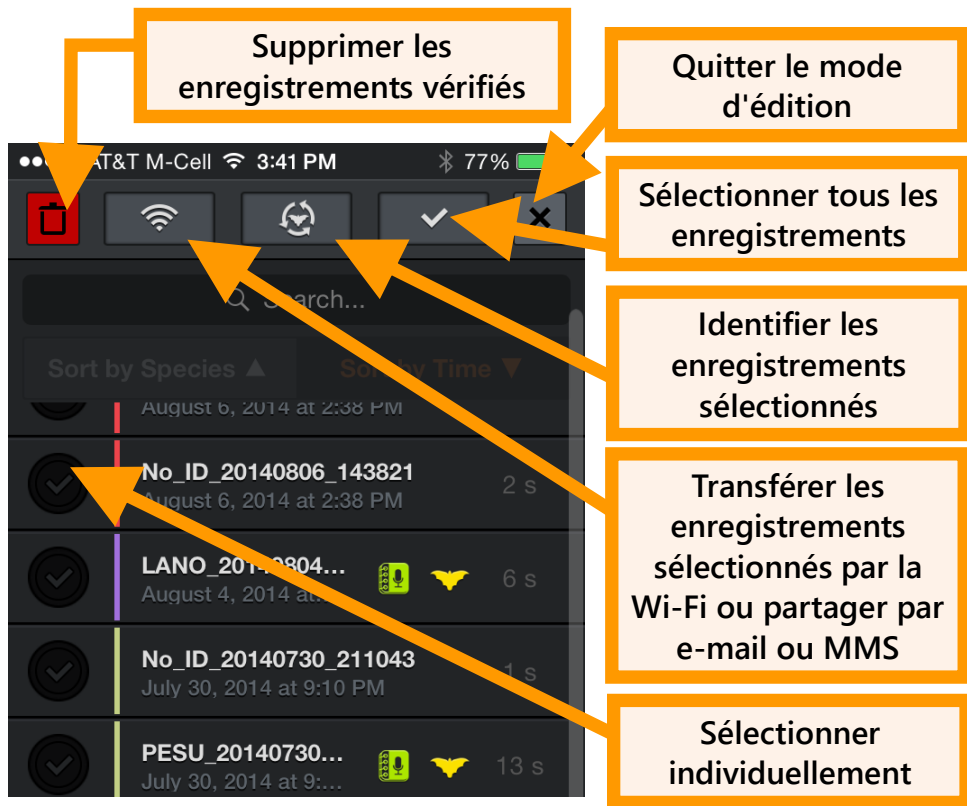 Supprimer les
enregistrements vérifiés
Quitter le mode
d'édition
AT&T M-Cell 3:41 PM 77%
Sélectionner tous les
enregistrements
Search...
Identifier les
enregistrements
sélectionnés
Sort by Species ▲ Sort by Time ▼
August 6, 2014 at 2:38 PM
No_ID_20140806_143821
August 6, 2014 at 2:38 PM
2 s
Transférer les
enregistrements
sélectionnés par la
Wi-Fi ou partager par
e-mail ou MMS
LANO_20140804...
August 4, 2014 at...
6 s
No_ID_20140730_211043
July 30, 2014 at 9:10 PM
1 s
Sélectionner
individuellement
PESU_20140730...
July 30, 2014 at 9:...
13 s